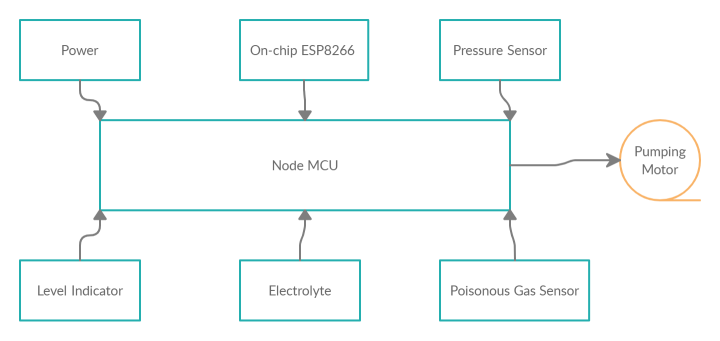 Power
On-chip ESP8266
Pressure Sensor
Node MCU
Pumping
Motor
Level Indicator
Electrolyte
Poisonous Gas Sensor